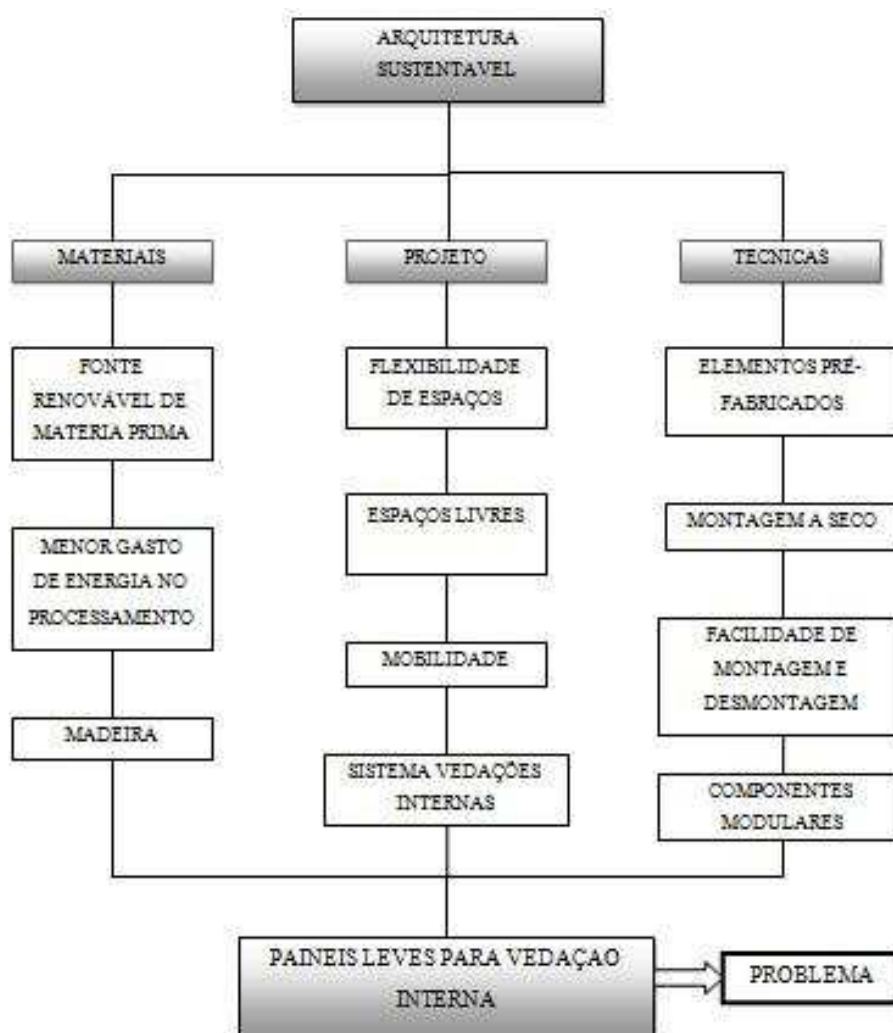 ARQUITETURA
SUSTENTAVEL
MATERIAIS
PROJETO
TECNICAS
FONTE
RENOVÁVEL DE
MATERIA PRIMA
FLEXIBILIDADE
DE ESPAÇOS
ELEMENTOS PRÉ-
FABRICADOS
MENOR GASTO
DE ENERGIA NO
PROCESSAMENTO
ESPAÇOS LIVRES
MONTAGEM A SECO
MADEIRA
MOBILIDADE
FACILIDADE DE
MONTAGEM E
DESMONTAGEM
SISTEMA VEDAÇÕES
INTERNAS
COMPONENTES
MODULARES
PAINEIS LEVES PARA VEDAÇAO
INTERNA
PROBLEMA